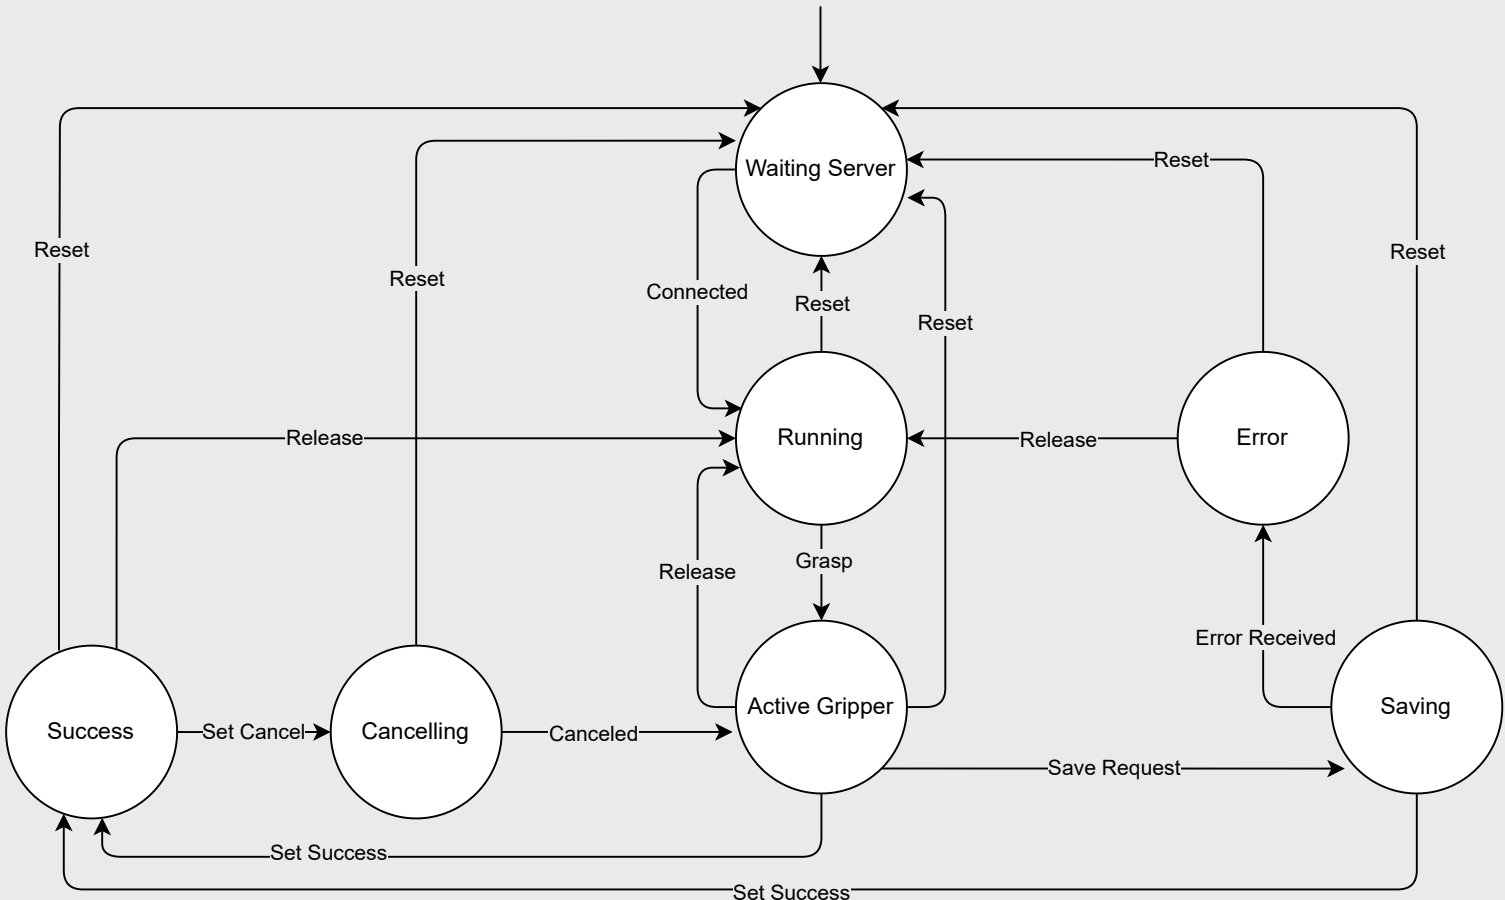 Waiting Server
Reset
Reset
Reset
Reset
Connected
Reset
Reset
Release
Running
Release
Error
Grasp
Release
Error Received
Active Gripper
Saving
Success
Set Cancel
Cancelling
Canceled
Save Request
Set Success
Set Success